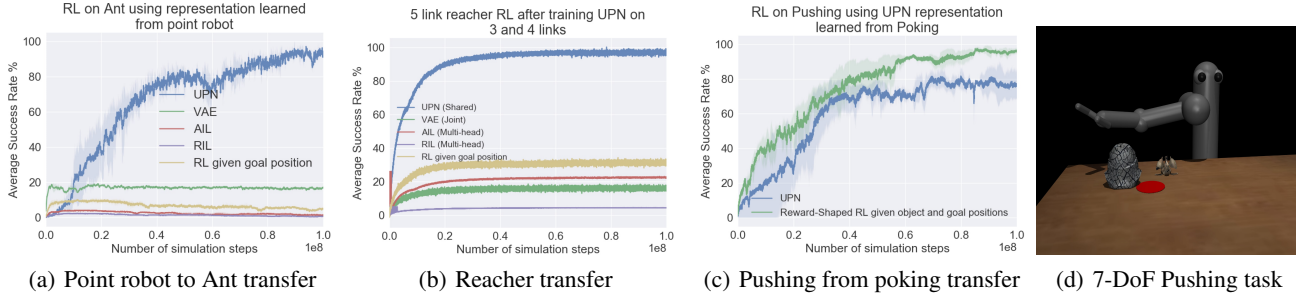 RL on Ant using representation learned
from point robot
Average Success Rate %
100
80
60
40
20
0
UPN
VAE
AIL
RIL
RL given goal position
0.0 0.2 0.4 0.6 0.8 1.0
1e8
Number of simulation steps
(a) Point robot to Ant transfer
5 link reacher RL after training UPN on
3 and 4 links
Average Success Rate %
100
80
60
40
20
0
UPN (Shared)
VAE (Joint)
AIL (Multi-head)
RIL (Multi-head)
RL given goal position
0.0 0.2 0.4 0.6 0.8 1.0
1e8
Number of simulation steps
(b) Reacher transfer
RL on Pushing using UPN representation
learned from Poking
Average Success Rate %
100
80
60
40
20
0
UPN
Reward-Shaped RL given object and goal positions
0.0 0.2 0.4 0.6 0.8 1.0
1e8
Number of simulation steps
(c) Pushing from poking transfer
(d) 7-DoF Pushing task